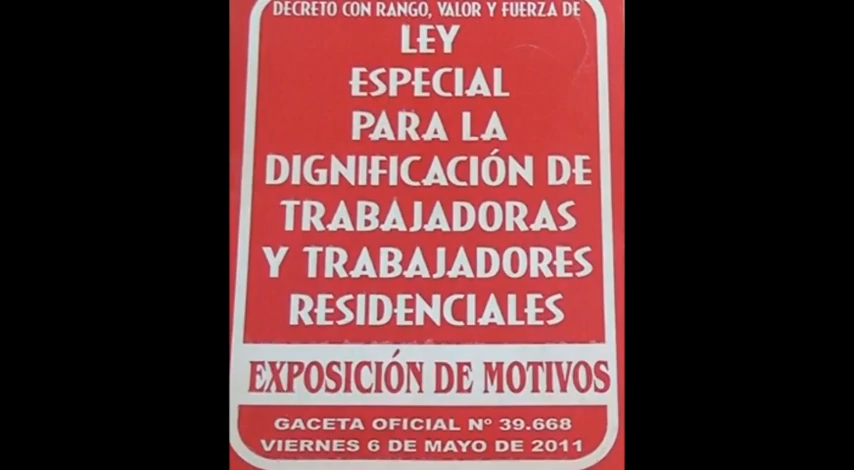 DECRETO CON RANGO, VALOR Y FUERZA DE
LEY
ESPECIAL
PARA LA
DIGNIFICACIÓN DE
TRABAJADORAS
Y TRABAJADORES
RESIDENCIALES
EXPOSICIÓN DE MOTIVOS
GACETA OFICIAL Nº 39.668
VIERNES 6 DE MAYO DE 2011